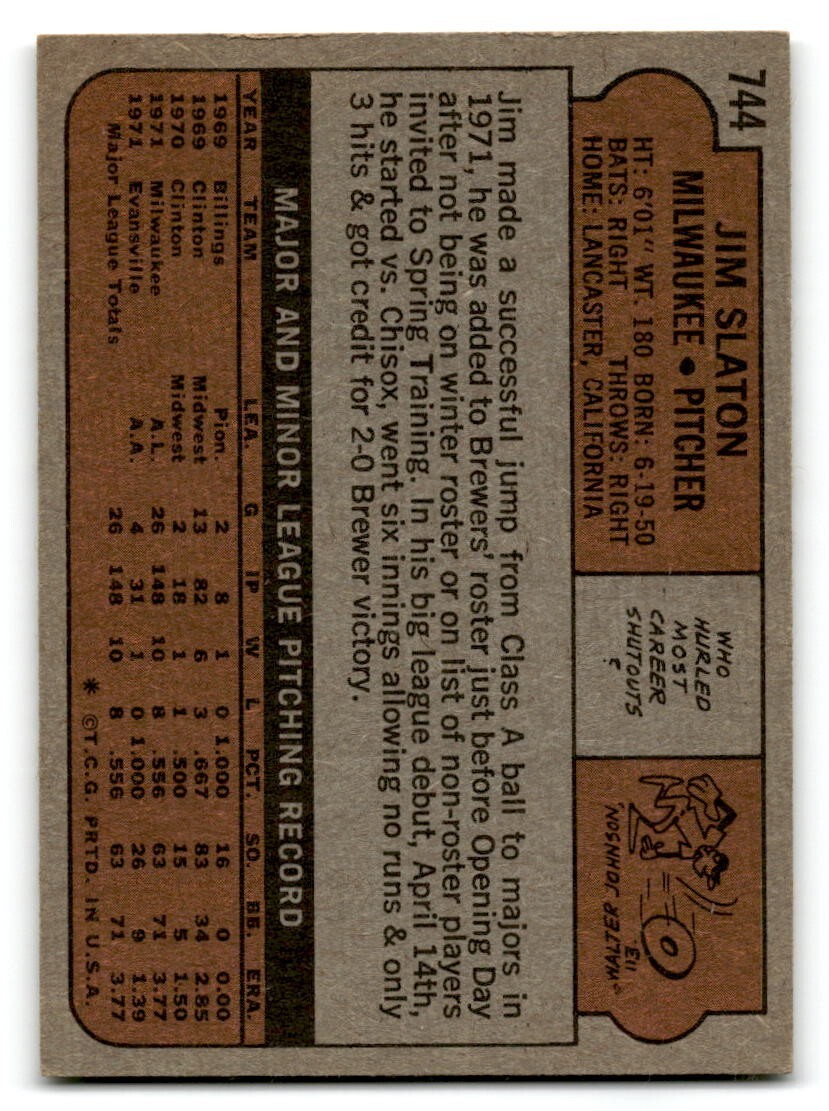 744
JIM SLATON
MILWAUKEE • PITCHER
HT: 6'01" WT. 180 BORN: 6-19-50
BATS: RIGHT THROWS: RIGHT
HOME: LANCASTER, CALIFORNIA
WHO
HURLED
MOST
CAREER
SHUTOUTS
?
WALTER JOHNSON,
113.
Jim made a successful jump from Class A ball to majors in
1971, he was added to Brewers' roster just before Opening Day
after not being on winter roster or on list of non-roster players
invited to Spring Training. In his big league debut, April 14th,
he started vs. Chisox, went six innings allowing no runs & only
3 hits & got credit for 2-0 Brewer victory.
MAJOR AND MINOR LEAGUE PITCHING RECORD
YEAR TEAM LEA. G IP W L PCT. SO. BB. ERA.
1969 Billings Pion. 2 8 1 0 1.000 16 0 0.00
1969 Clinton Midwest 13 82 6 3 .667 83 34 2.85
1970 Clinton Midwest 2 18 1 1 .500 15 5 1.50
1971 Milwaukee A.L. 26 148 10 8 .556 63 71 3.77
1971 Evansville A.A. 4 31 1 0 1.000 26 9 1.39
Major League Totals 26 148 10 8 .556 63 71 3.77
* ©T.C.G. PRTD. IN U.S.A.